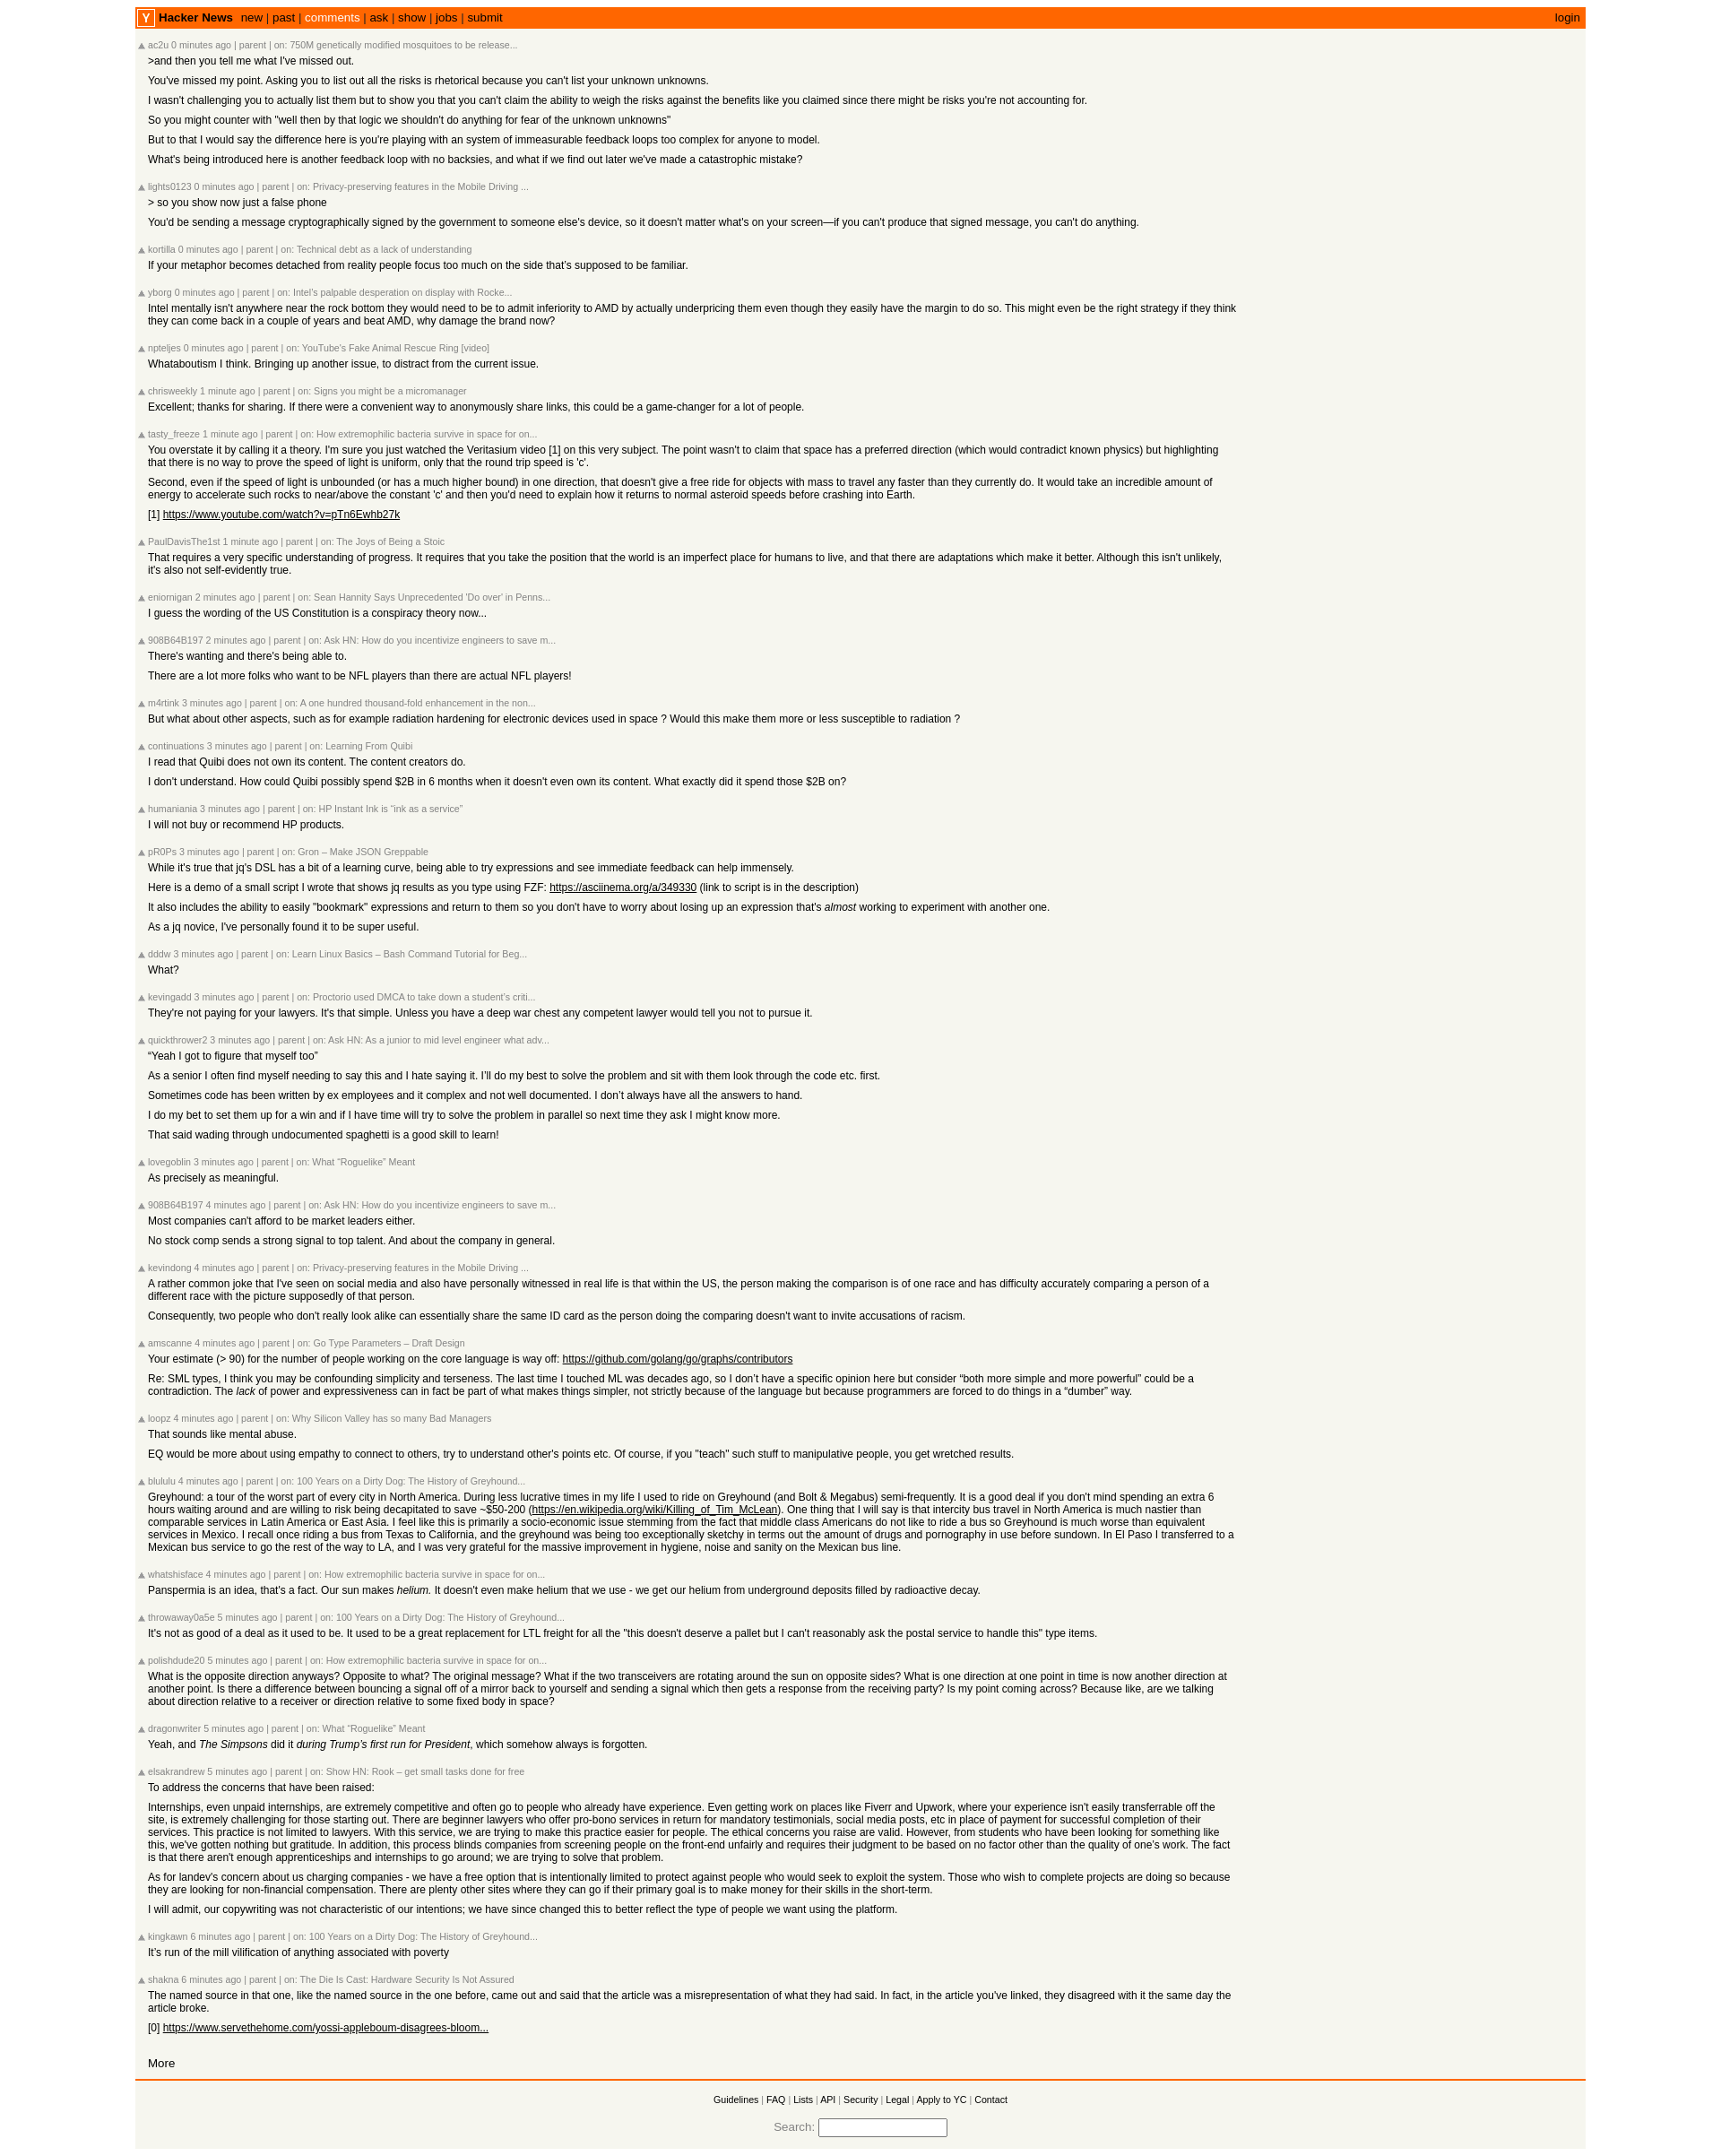 Y Hacker News new | past | comments | ask | show | jobs | submit login
ac2u 0 minutes ago | parent | on: 750M genetically modified mosquitoes to be release...
>and then you tell me what I've missed out.
You've missed my point. Asking you to list out all the risks is rhetorical because you can't list your unknown unknowns.
I wasn't challenging you to actually list them but to show you that you can't claim the ability to weigh the risks against the benefits like you claimed since there might be risks you're not accounting for.
So you might counter with "well then by that logic we shouldn't do anything for fear of the unknown unknowns"
But to that I would say the difference here is you're playing with an system of immeasurable feedback loops too complex for anyone to model.
What's being introduced here is another feedback loop with no backsies, and what if we find out later we've made a catastrophic mistake?
lights0123 0 minutes ago | parent | on: Privacy-preserving features in the Mobile Driving ...
> so you show now just a false phone
You'd be sending a message cryptographically signed by the government to someone else's device, so it doesn't matter what's on your screen—if you can't produce that signed message, you can't do anything.
kortilla 0 minutes ago | parent | on: Technical debt as a lack of understanding
If your metaphor becomes detached from reality people focus too much on the side that's supposed to be familiar.
yborg 0 minutes ago | parent | on: Intel's palpable desperation on display with Rocke...
Intel mentally isn't anywhere near the rock bottom they would need to be to admit inferiority to AMD by actually underpricing them even though they easily have the margin to do so. This might even be the right strategy if they think
they can come back in a couple of years and beat AMD, why damage the brand now?
npteljes 0 minutes ago | parent | on: YouTube's Fake Animal Rescue Ring [video]
Whataboutism I think. Bringing up another issue, to distract from the current issue.
chrisweekly 1 minute ago | parent | on: Signs you might be a micromanager
Excellent; thanks for sharing. If there were a convenient way to anonymously share links, this could be a game-changer for a lot of people.
tasty_freeze 1 minute ago | parent | on: How extremophilic bacteria survive in space for on...
You overstate it by calling it a theory. I'm sure you just watched the Veritasium video [1] on this very subject. The point wasn't to claim that space has a preferred direction (which would contradict known physics) but highlighting
that there is no way to prove the speed of light is uniform, only that the round trip speed is 'c'.
Second, even if the speed of light is unbounded (or has a much higher bound) in one direction, that doesn't give a free ride for objects with mass to travel any faster than they currently do. It would take an incredible amount of
energy to accelerate such rocks to near/above the constant 'c' and then you'd need to explain how it returns to normal asteroid speeds before crashing into Earth.
[1] https://www.youtube.com/watch?v=pTn6Ewhb27k
PaulDavisThe1st 1 minute ago | parent | on: The Joys of Being a Stoic
That requires a very specific understanding of progress. It requires that you take the position that the world is an imperfect place for humans to live, and that there are adaptations which make it better. Although this isn't unlikely,
it's also not self-evidently true.
eniornigan 2 minutes ago | parent | on: Sean Hannity Says Unprecedented 'Do over' in Penns...
I guess the wording of the US Constitution is a conspiracy theory now...
908B64B197 2 minutes ago | parent | on: Ask HN: How do you incentivize engineers to save m...
There's wanting and there's being able to.
There are a lot more folks who want to be NFL players than there are actual NFL players!
m4rtink 3 minutes ago | parent | on: A one hundred thousand-fold enhancement in the non...
But what about other aspects, such as for example radiation hardening for electronic devices used in space ? Would this make them more or less susceptible to radiation ?
continuations 3 minutes ago | parent | on: Learning From Quibi
I read that Quibi does not own its content. The content creators do.
I don't understand. How could Quibi possibly spend $2B in 6 months when it doesn't even own its content. What exactly did it spend those $2B on?
humaniania 3 minutes ago | parent | on: HP Instant Ink is "ink as a service"
I will not buy or recommend HP products.
pR0Ps 3 minutes ago | parent | on: Gron – Make JSON Greppable
While it's true that jq's DSL has a bit of a learning curve, being able to try expressions and see immediate feedback can help immensely.
Here is a demo of a small script I wrote that shows jq results as you type using FZF: https://asciinema.org/a/349330 (link to script is in the description)
It also includes the ability to easily "bookmark" expressions and return to them so you don't have to worry about losing up an expression that's almost working to experiment with another one.
As a jq novice, I've personally found it to be super useful.
dddw 3 minutes ago | parent | on: Learn Linux Basics – Bash Command Tutorial for Beg...
What?
kevingadd 3 minutes ago | parent | on: Proctorio used DMCA to take down a student's criti...
They're not paying for your lawyers. It's that simple. Unless you have a deep war chest any competent lawyer would tell you not to pursue it.
quickthrower2 3 minutes ago | parent | on: Ask HN: As a junior to mid level engineer what adv...
“Yeah I got to figure that myself too”
As a senior I often find myself needing to say this and I hate saying it. I’ll do my best to solve the problem and sit with them look through the code etc. first.
Sometimes code has been written by ex employees and it complex and not well documented. I don’t always have all the answers to hand.
I do my bet to set them up for a win and if I have time will try to solve the problem in parallel so next time they ask I might know more.
That said wading through undocumented spaghetti is a good skill to learn!
lovegoblin 3 minutes ago | parent | on: What “Roguelike” Meant
As precisely as meaningful.
908B64B197 4 minutes ago | parent | on: Ask HN: How do you incentivize engineers to save m...
Most companies can't afford to be market leaders either.
No stock comp sends a strong signal to top talent. And about the company in general.
kevindong 4 minutes ago | parent | on: Privacy-preserving features in the Mobile Driving ...
A rather common joke that I've seen on social media and also have personally witnessed in real life is that within the US, the person making the comparison is of one race and has difficulty accurately comparing a person of a
different race with the picture supposedly of that person.
Consequently, two people who don't really look alike can essentially share the same ID card as the person doing the comparing doesn't want to invite accusations of racism.
amscanne 4 minutes ago | parent | on: Go Type Parameters – Draft Design
Your estimate (> 90) for the number of people working on the core language is way off: https://github.com/golang/go/graphs/contributors
Re: SML types, I think you may be confounding simplicity and terseness. The last time I touched ML was decades ago, so I don’t have a specific opinion here but consider “both more simple and more powerful” could be a
contradiction. The lack of power and expressiveness can in fact be part of what makes things simpler, not strictly because of the language but because programmers are forced to do things in a “dumber” way.
loopz 4 minutes ago | parent | on: Why Silicon Valley has so many Bad Managers
That sounds like mental abuse.
EQ would be more about using empathy to connect to others, try to understand other's points etc. Of course, if you "teach" such stuff to manipulative people, you get wretched results.
blululu 4 minutes ago | parent | on: 100 Years on a Dirty Dog: The History of Greyhound...
Greyhound: a tour of the worst part of every city in North America. During less lucrative times in my life I used to ride on Greyhound (and Bolt & Megabus) semi-frequently. It is a good deal if you don't mind spending an extra 6
hours waiting around and are willing to risk being decapitated to save ~$50-200 (https://en.wikipedia.org/wiki/Killing_of_Tim_McLean). One thing that I will say is that intercity bus travel in North America is much nastier than
comparable services in Latin America or East Asia. I feel like this is primarily a socio-economic issue stemming from the fact that middle class Americans do not like to ride a bus so Greyhound is much worse than equivalent
services in Mexico. I recall once riding a bus from Texas to California, and the greyhound was being too exceptionally sketchy in terms out the amount of drugs and pornography in use before sundown. In El Paso I transferred to a
Mexican bus service to go the rest of the way to LA, and I was very grateful for the massive improvement in hygiene, noise and sanity on the Mexican bus line.
whatshisface 4 minutes ago | parent | on: How extremophilic bacteria survive in space for on...
Panspermia is an idea, that's a fact. Our sun makes helium. It doesn't even make helium that we use - we get our helium from underground deposits filled by radioactive decay.
throwaway0a5e 5 minutes ago | parent | on: 100 Years on a Dirty Dog: The History of Greyhound...
It's not as good of a deal as it used to be. It used to be a great replacement for LTL freight for all the "this doesn't deserve a pallet but I can't reasonably ask the postal service to handle this" type items.
polishdude20 5 minutes ago | parent | on: How extremophilic bacteria survive in space for on...
What is the opposite direction anyways? Opposite to what? The original message? What if the two transceivers are rotating around the sun on opposite sides? What is one direction at one point in time is now another direction at
another point. Is there a difference between bouncing a signal off of a mirror back to yourself and sending a signal which then gets a response from the receiving party? Is my point coming across? Because like, are we talking
about direction relative to a receiver or direction relative to some fixed body in space?
dragonwriter 5 minutes ago | parent | on: What “Roguelike” Meant
Yeah, and The Simpsons did it during Trump’s first run for President, which somehow always is forgotten.
elsakrandrew 5 minutes ago | parent | on: Show HN: Rook – get small tasks done for free
To address the concerns that have been raised:
Internships, even unpaid internships, are extremely competitive and often go to people who already have experience. Even getting work on places like Fiverr and Upwork, where your experience isn't easily transferrable off the
site, is extremely challenging for those starting out. There are beginner lawyers who offer pro-bono services in return for mandatory testimonials, social media posts, etc in place of payment for successful completion of their
services. This practice is not limited to lawyers. With this service, we are trying to make this practice easier for people. The ethical concerns you raise are valid. However, from students who have been looking for something like
this, we've gotten nothing but gratitude. In addition, this process blinds companies from screening people on the front-end unfairly and requires their judgment to be based on no factor other than the quality of one's work. The fact
is that there aren't enough apprenticeships and internships to go around; we are trying to solve that problem.
As for landev's concern about us charging companies - we have a free option that is intentionally limited to protect against people who would seek to exploit the system. Those who wish to complete projects are doing so because
they are looking for non-financial compensation. There are plenty other sites where they can go if their primary goal is to make money for their skills in the short-term.
I will admit, our copywriting was not characteristic of our intentions; we have since changed this to better reflect the type of people we want using the platform.
kingkawn 6 minutes ago | parent | on: 100 Years on a Dirty Dog: The History of Greyhound...
It’s run of the mill vilification of anything associated with poverty
shakna 6 minutes ago | parent | on: The Die Is Cast: Hardware Security Is Not Assured
The named source in that one, like the named source in the one before, came out and said that the article was a misrepresentation of what they had said. In fact, in the article you've linked, they disagreed with it the same day the
article broke.
[0] https://www.servethehome.com/yossi-appleboum-disagrees-bloom...
More
Guidelines | FAQ | Lists | API | Security | Legal | Apply to YC | Contact
Search: